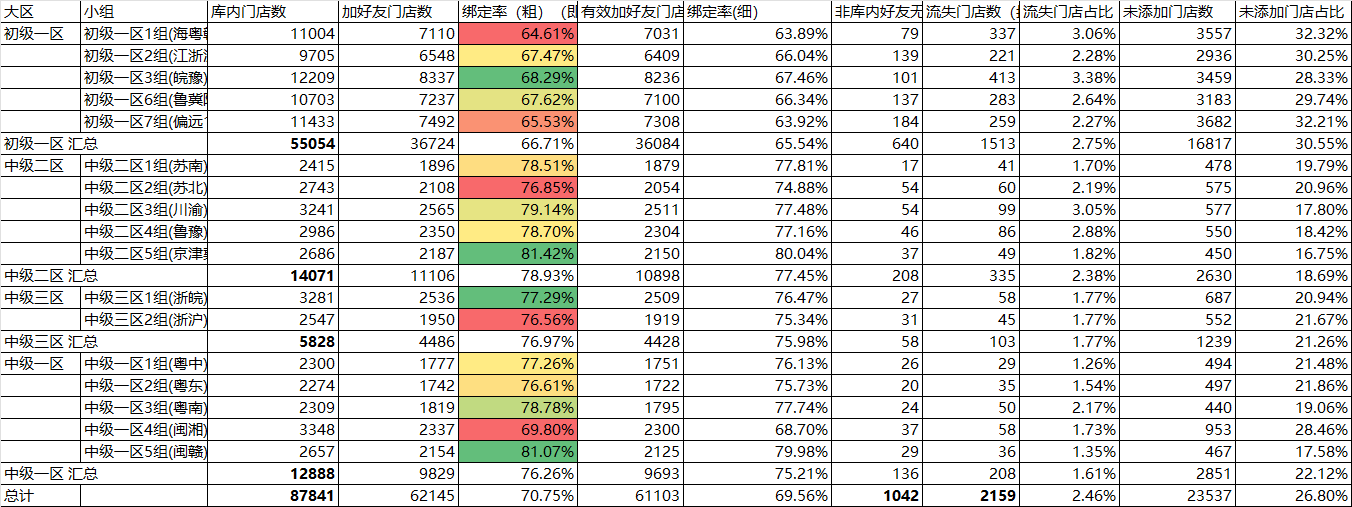 大区 小组 库内门店数 加好友门店数 绑定率（粗）（即 有效加好友门店 绑定率(细) 非库内好友无 流失门店数（ 流失门店占比 未添加门店数 未添加门店占比
初级一区 初级一区1组(海粤 11004 7110 64.61% 7031 63.89% 79 337 3.06% 3557 32.32%
初级一区2组(江浙 9705 6548 67.47% 6409 66.04% 139 221 2.28% 2936 30.25%
初级一区3组(皖豫) 12209 8337 68.29% 8236 67.46% 101 413 3.38% 3459 28.33%
初级一区6组(鲁冀 10703 7237 67.62% 7100 66.34% 137 283 2.64% 3183 29.74%
初级一区7组(偏远 11433 7492 65.53% 7308 63.92% 184 259 2.27% 3682 32.21%
初级一区 汇总 55054 36724 66.71% 36084 65.54% 640 1513 2.75% 16817 30.55%
中级二区 中级二区1组(苏南) 2415 1896 78.51% 1879 77.81% 17 41 1.70% 478 19.79%
中级二区2组(苏北) 2743 2108 76.85% 2054 74.88% 54 60 2.19% 575 20.96%
中级二区3组(川渝) 3241 2565 79.14% 2511 77.48% 54 99 3.05% 577 17.80%
中级二区4组(鲁豫) 2986 2350 78.70% 2304 77.16% 46 86 2.88% 550 18.42%
中级二区5组(京津 2686 2187 81.42% 2150 80.04% 37 49 1.82% 450 16.75%
中级二区 汇总 14071 11106 78.93% 10898 77.45% 208 335 2.38% 2630 18.69%
中级三区 中级三区1组(浙皖) 3281 2536 77.29% 2509 76.47% 27 58 1.77% 687 20.94%
中级三区2组(浙沪) 2547 1950 76.56% 1919 75.34% 31 45 1.77% 552 21.67%
中级三区 汇总 5828 4486 76.97% 4428 75.98% 58 103 1.77% 1239 21.26%
中级一区 中级一区1组(粤中) 2300 1777 77.26% 1751 76.13% 26 29 1.26% 494 21.48%
中级一区2组(粤东) 2274 1742 76.61% 1722 75.73% 20 35 1.54% 497 21.86%
中级一区3组(粤南) 2309 1819 78.78% 1795 77.74% 24 50 2.17% 440 19.06%
中级一区4组(闽湘) 3348 2337 69.80% 2300 68.70% 37 58 1.73% 953 28.46%
中级一区5组(闽赣) 2657 2154 81.07% 2125 79.98% 29 36 1.35% 467 17.58%
中级一区 汇总 12888 9829 76.26% 9693 75.21% 136 208 1.61% 2851 22.12%
总计 87841 62145 70.75% 61103 69.56% 1042 2159 2.46% 23537 26.80%